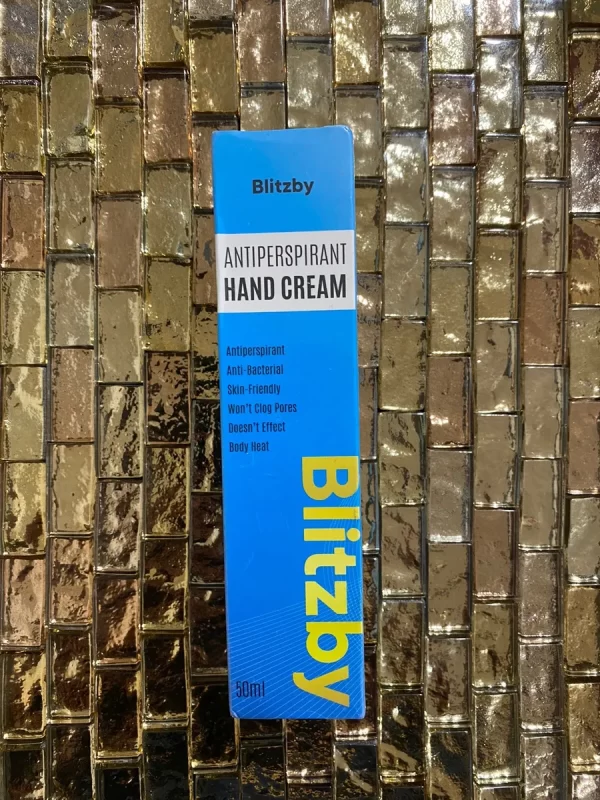 Blitzby
ANTIPERSPIRANT
HAND CREAM
Antiperspirant
Anti-Bacterial
Skin-Friendly
Won't Clog Pores
Doesn't Effect
Body Heat
Blitzby
50ml